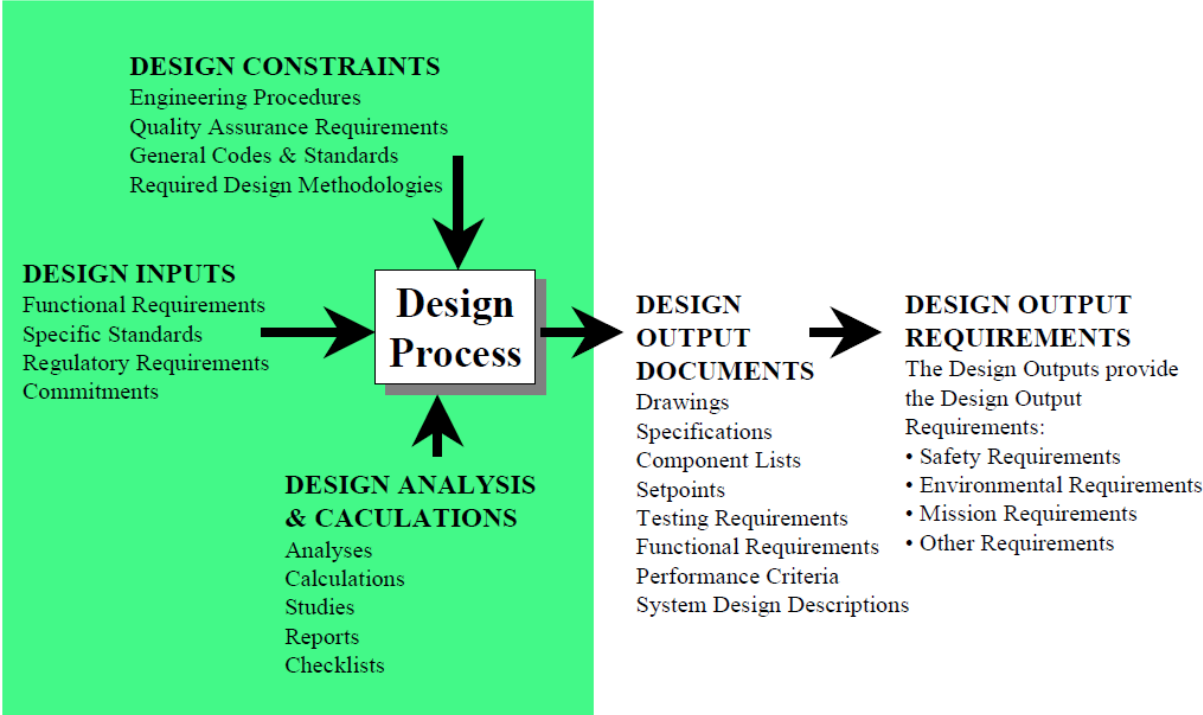 DESIGN CONSTRAINTS
Engineering Procedures
Quality Assurance Requirements
General Codes & Standards
Required Design Methodologies
DESIGN INPUTS
Functional Requirements
Specific Standards
Regulatory Requirements
Commitments
Design
Process
DESIGN ANALYSIS
& CACULATIONS
Analyses
Calculations
Studies
Reports
Checklists
DESIGN
OUTPUT
DOCUMENTS
Drawings
Specifications
Component Lists
Setpoints
Testing Requirements
Functional Requirements
Performance Criteria
System Design Descriptions
DESIGN OUTPUT
REQUIREMENTS
The Design Outputs provide
the Design Output
Requirements:
• Safety Requirements
• Environmental Requirements
• Mission Requirements
• Other Requirements